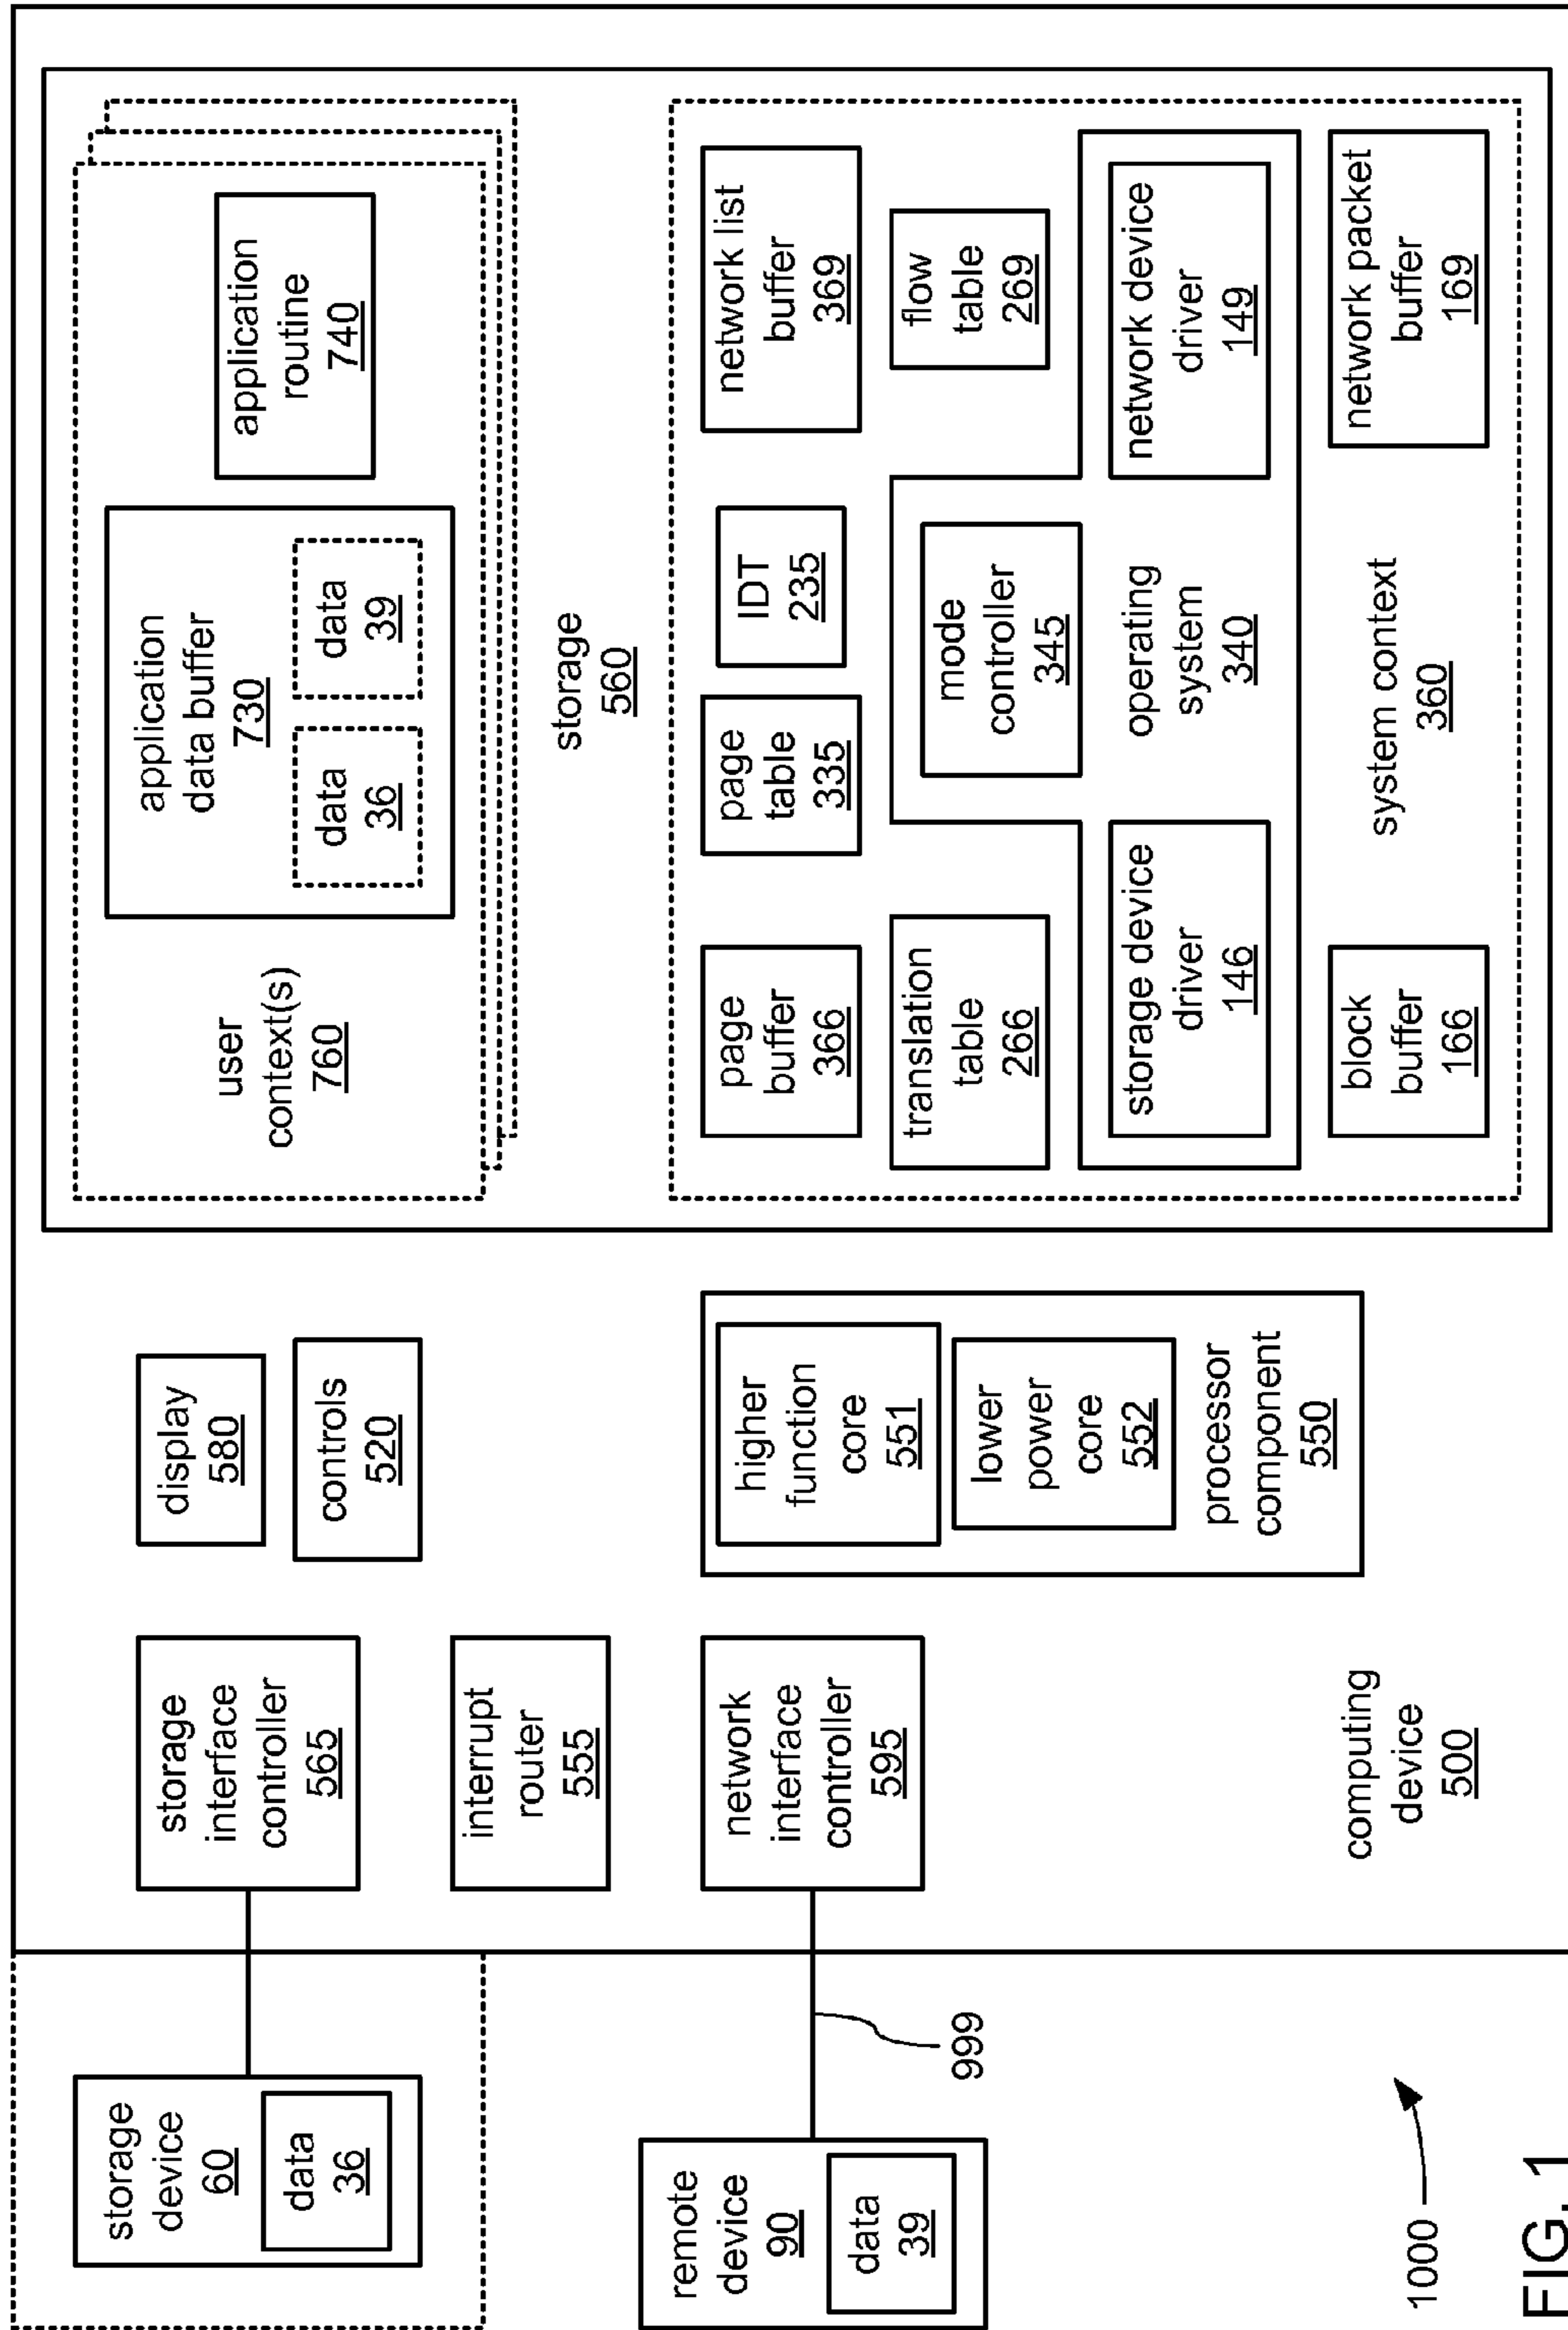 storage
device
60
data
36
remote
device
90
data
39
999
1000
FIG. 1
storage
interface
controller
565
interrupt
router
555
network
interface
controller
595
computing
device
500
display
580
controls
520
higher
function
core
551
lower
power
core
552
processor
component
550
user
context(s)
760
application
data buffer
730
data
36
data
39
application
routine
740
storage
560
page
buffer
366
page
table
335
IDT
235
network list
buffer
369
translation
table
266
flow
table
269
mode
controller
345
storage device
driver
146
operating
system
340
network device
driver
149
block
buffer
166
system context
360
network packet
buffer
169